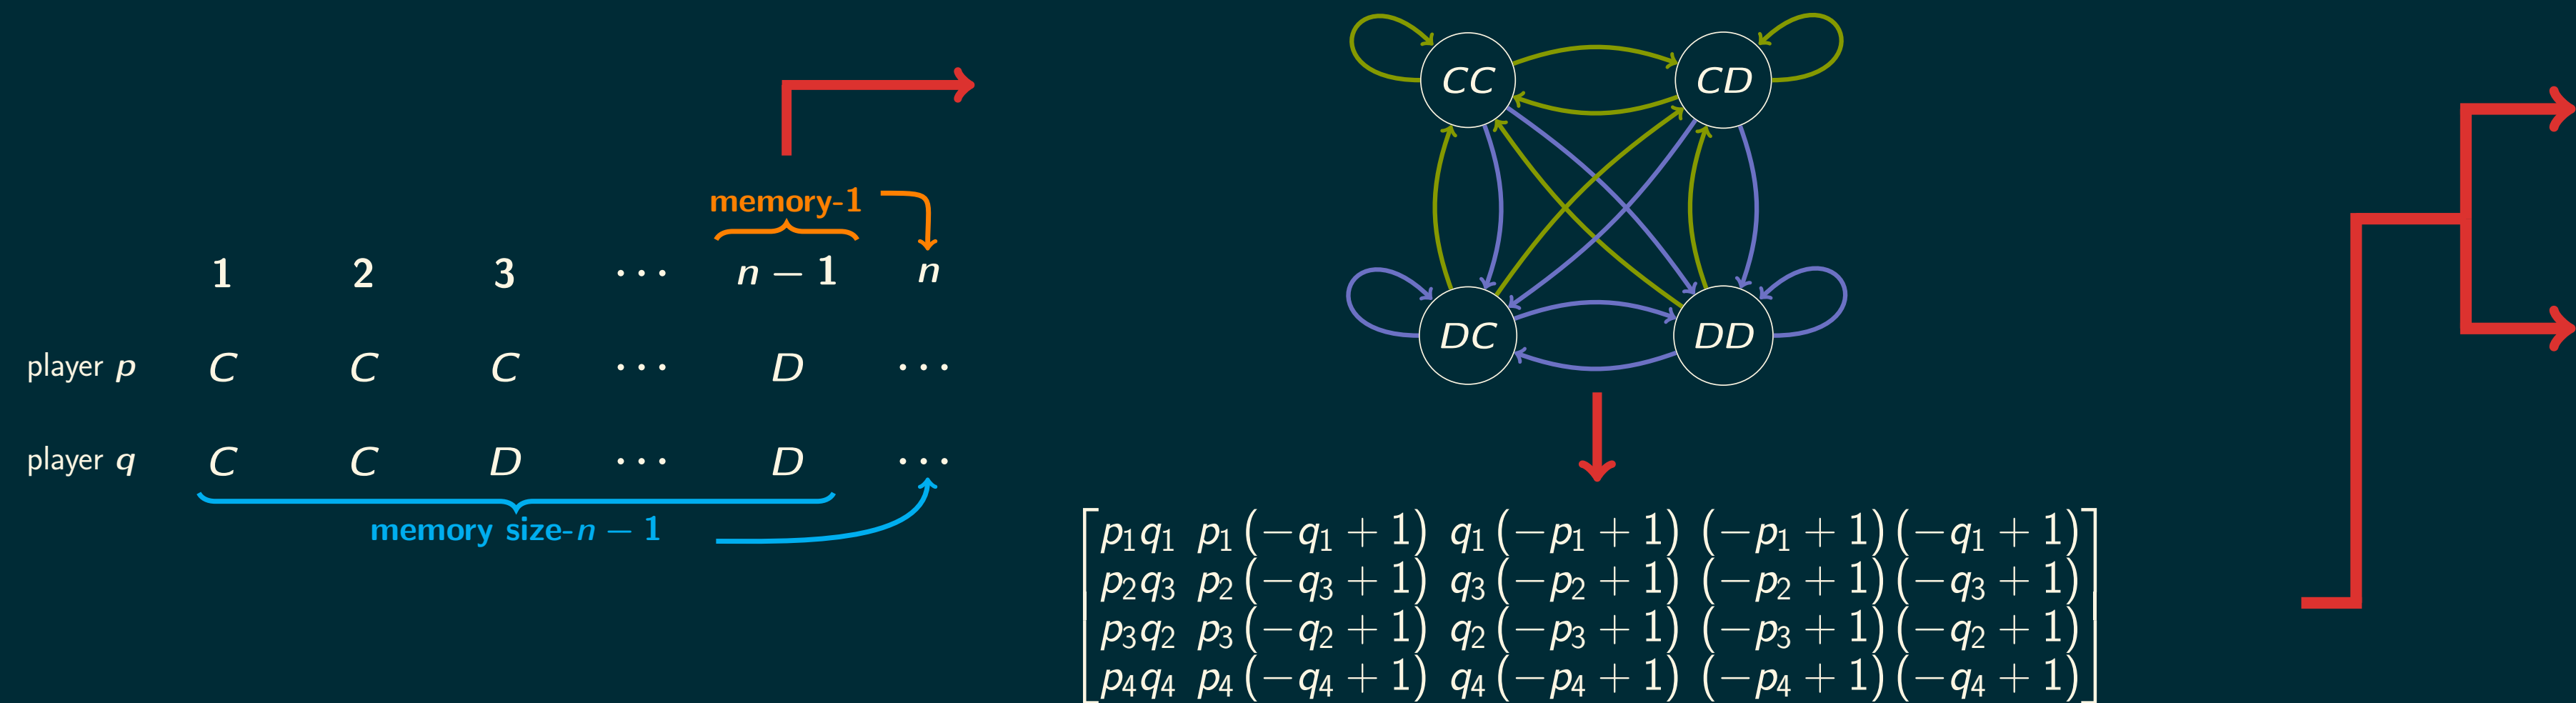 memory-1
1 2 3 ⋯ n − 1 n
player p C C C ⋯ D ⋯
player q C C D ⋯ D ⋯
memory size-n − 1
CC CD
DC DD
p₁q₁ p₁(−q₁ + 1) q₁(−p₁ + 1) (−p₁ + 1)(−q₁ + 1)
p₂q₃ p₂(−q₃ + 1) q₃(−p₂ + 1) (−p₂ + 1)(−q₃ + 1)
p₃q₂ p₃(−q₂ + 1) q₂(−p₃ + 1) (−p₃ + 1)(−q₂ + 1)
p₄q₄ p₄(−q₄ + 1) q₄(−p₄ + 1) (−p₄ + 1)(−q₄ + 1)